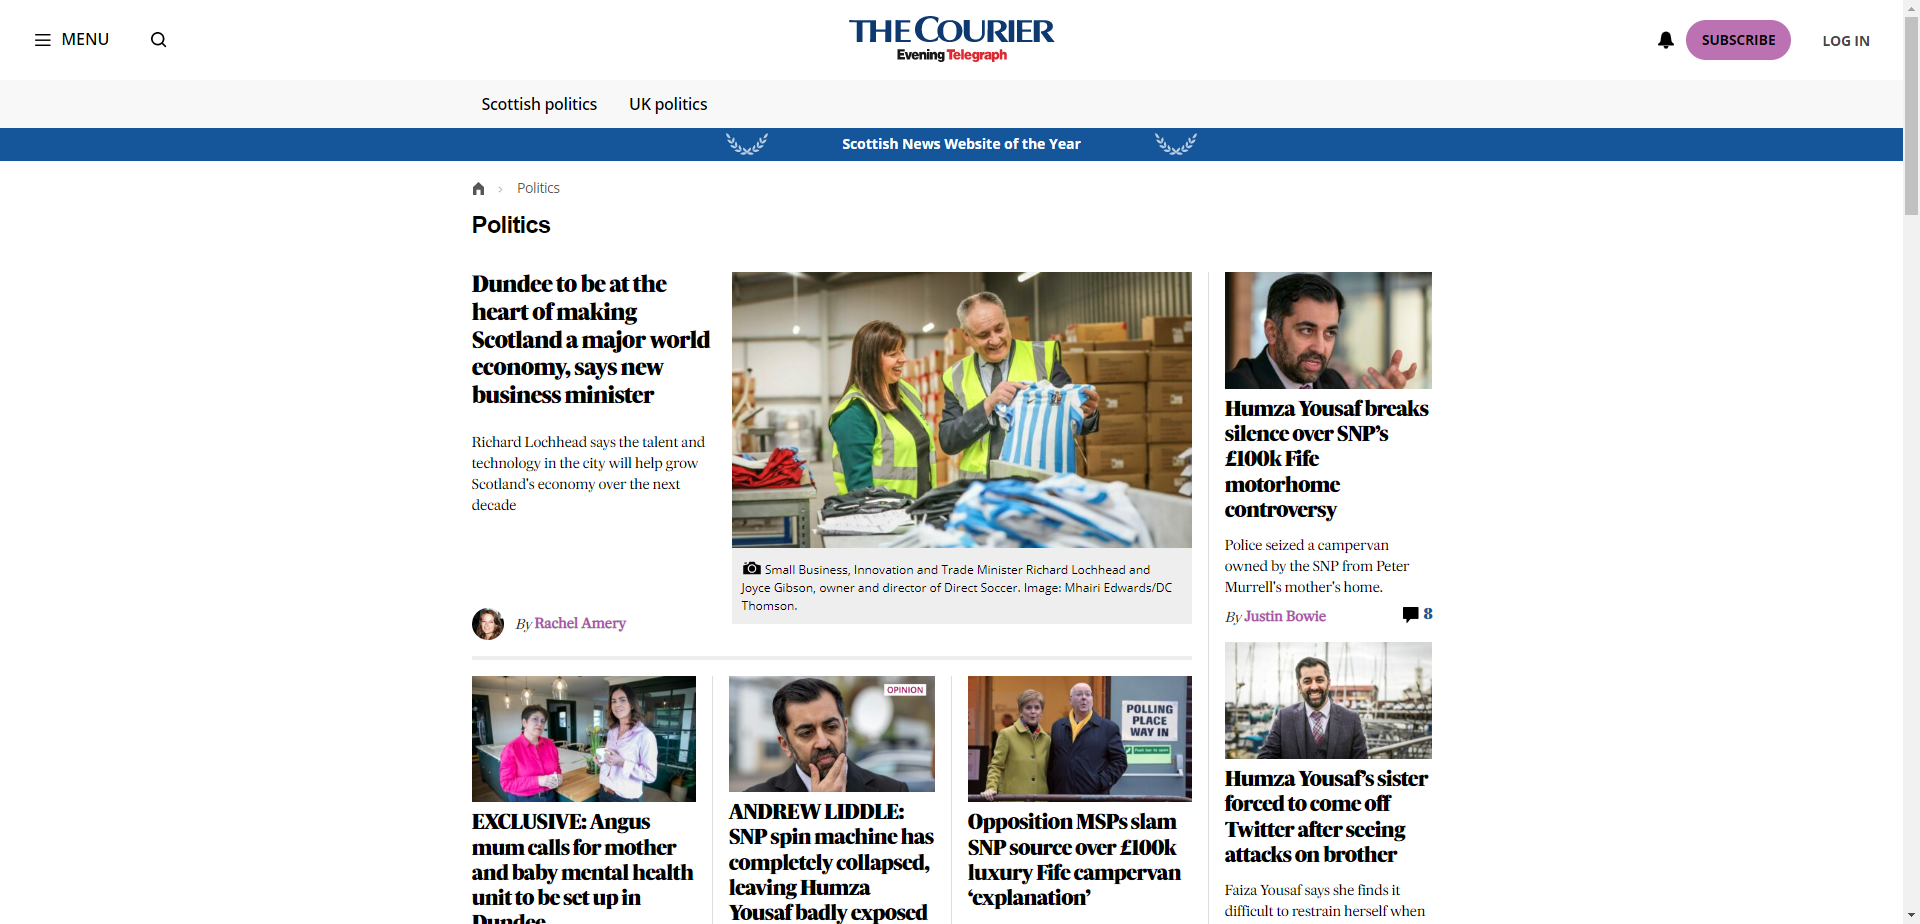 MENU
THE COURIER
Evening Telegraph
SUBSCRIBE
LOG IN
Scottish politics
UK politics
Scottish News Website of the Year
Politics
Politics
Dundee to be at the
heart of making
Scotland a major world
economy, says new
business minister
Richard Lochhead says the talent and
technology in the city will help grow
Scotland's economy over the next
decade
By Rachel Amery
Small Business, Innovation and Trade Minister Richard Lochhead and
Joyce Gibson, owner and director of Direct Soccer. Image: Mhairi Edwards/DC
Thomson.
Humza Yousaf breaks
silence over SNP’s
£100k Fife
motorhome
controversy
Police seized a campervan
owned by the SNP from Peter
Murrell's mother's home.
By Justin Bowie
8
Humza Yousaf’s sister
forced to come off
Twitter after seeing
attacks on brother
Faiza Yousaf says she finds it
difficult to restrain herself when
EXCLUSIVE: Angus
mum calls for mother
and baby mental health
unit to be set up in
Dundee
OPINION
ANDREW LIDDLE:
SNP spin machine has
completely collapsed,
leaving Humza
Yousaf badly exposed
POLLING
PLACE
WAY IN
Opposition MSPs slam
SNP source over £100k
luxury Fife campervan
‘explanation’